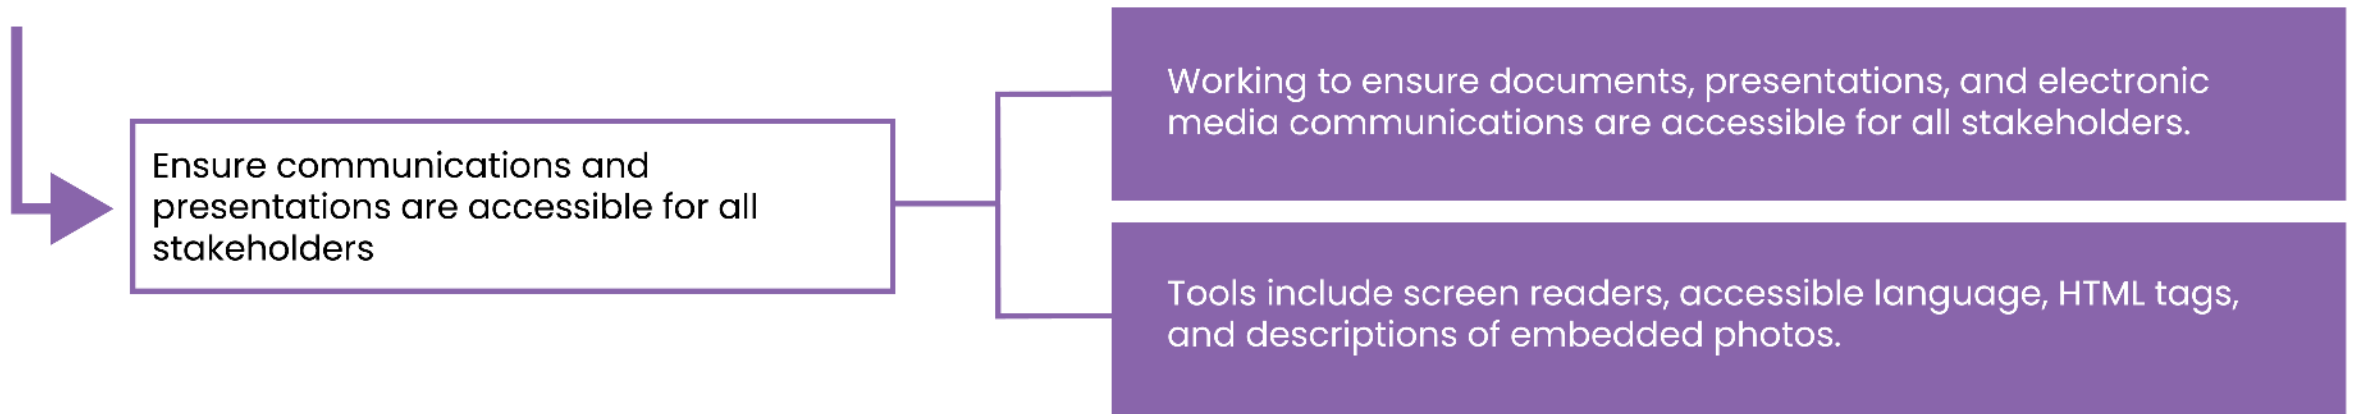 Ensure communications and
presentations are accessible for all
stakeholders
Working to ensure documents, presentations, and electronic
media communications are accessible for all stakeholders.
Tools include screen readers, accessible language, HTML tags,
and descriptions of embedded photos.